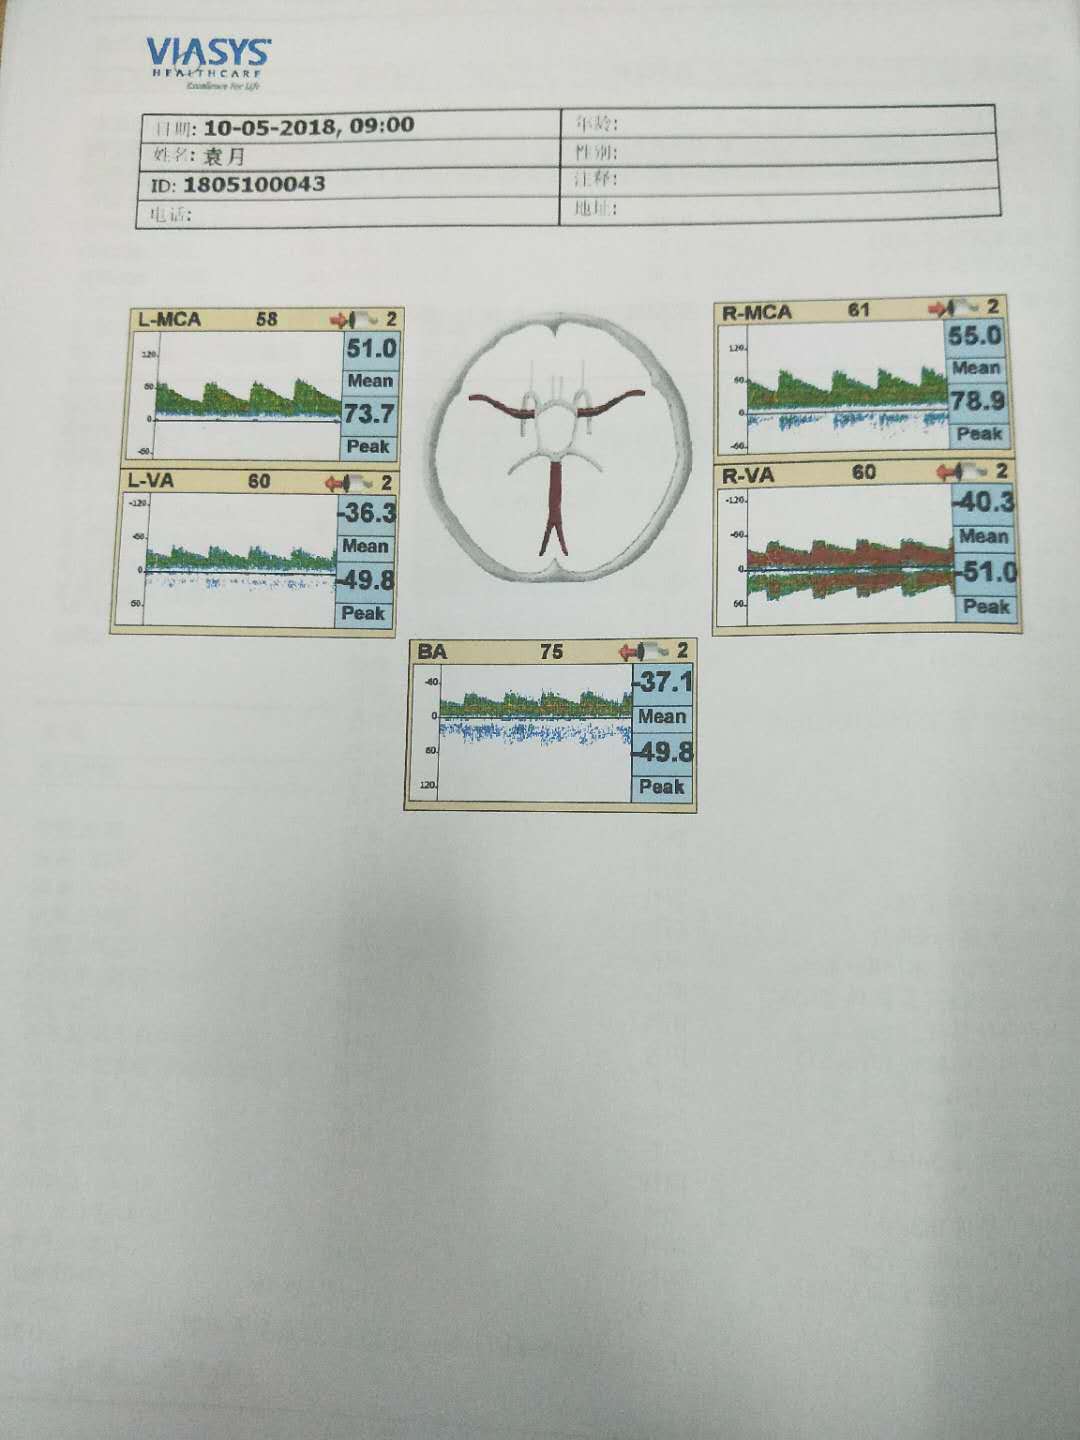 VIASYS
HEALTHCARE
Excellence For Life
日期: 10-05-2018, 09:00
年龄:
姓名: 袁月
性别:
ID: 1805100043
注释:
电话:
地址:
L-MCA 58 2
120
60
0
-60
51.0
Mean
73.7
Peak
R-MCA 61 2
120
60
0
-60
55.0
Mean
78.9
Peak
L-VA 60 2
-120
-60
0
60
-36.3
Mean
-49.8
Peak
R-VA 60 2
-120
-60
0
60
-40.3
Mean
-51.0
Peak
BA 75 2
-60
0
60
120
-37.1
Mean
-49.8
Peak